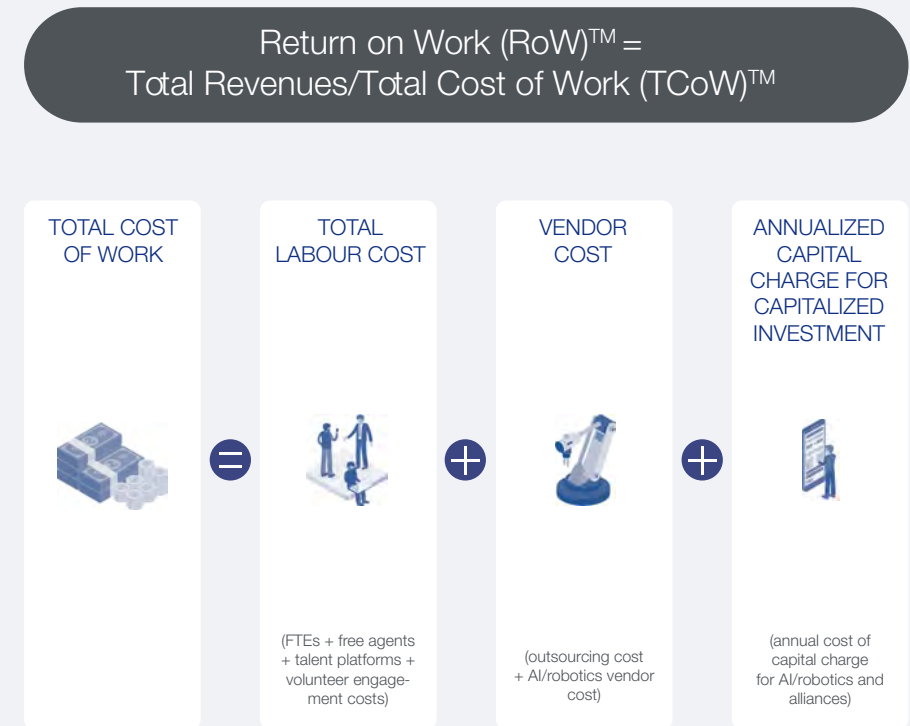 Return on Work (RoW)™ =
Total Revenues/Total Cost of Work (TCoW)™
TOTAL COST
OF WORK
=
TOTAL
LABOUR COST
(FTEs + free agents
+ talent platforms +
volunteer engage-
ment costs)
+
VENDOR
COST
(outsourcing cost
+ AI/robotics vendor
cost)
+
ANNUALIZED
CAPITAL
CHARGE FOR
CAPITALIZED
INVESTMENT
(annual cost of
capital charge
for AI/robotics and
alliances)